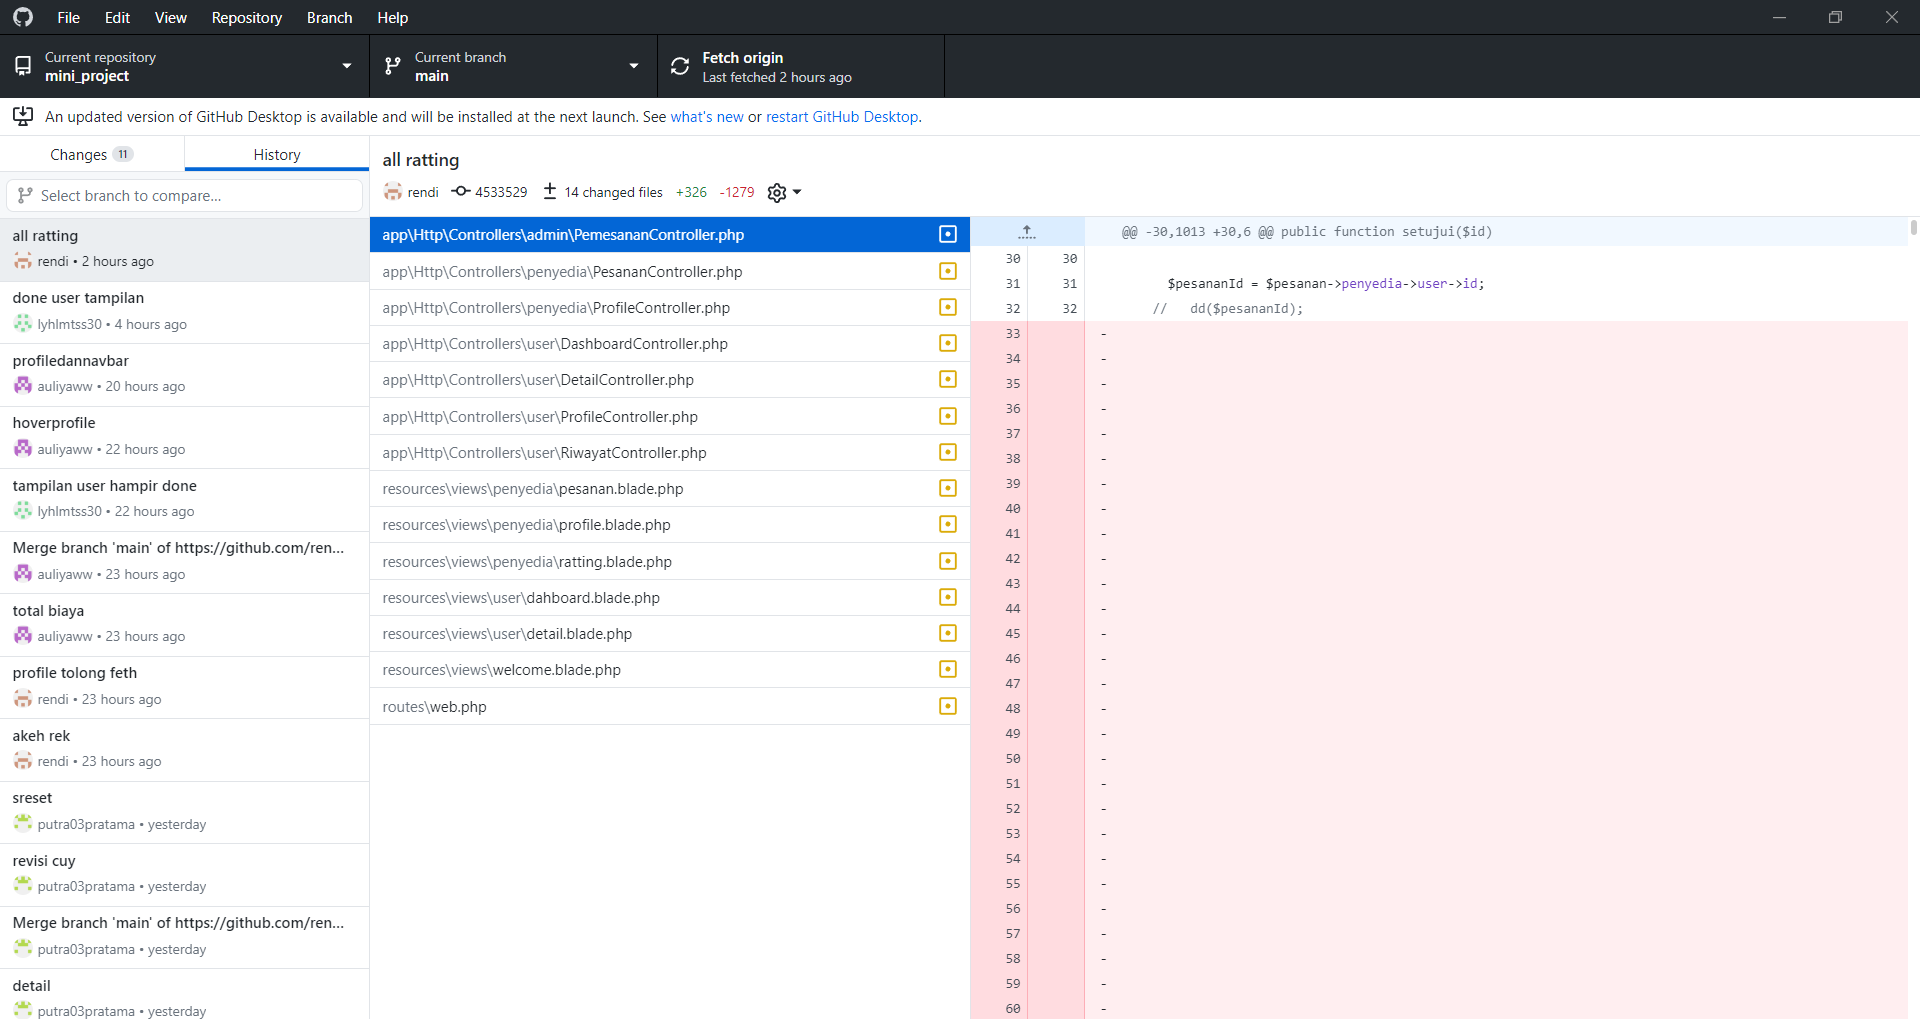 File Edit View Repository Branch Help
Current repository
mini_project
Current branch
main
Fetch origin
Last fetched 2 hours ago
An updated version of GitHub Desktop is available and will be installed at the next launch. See what's new or restart GitHub Desktop.
Changes 11
History
Select branch to compare...
all ratting
rendi • 2 hours ago
done user tampilan
lyhlmtss30 • 4 hours ago
profiledannavbar
auliyaww • 20 hours ago
hoverprofile
auliyaww • 22 hours ago
tampilan user hampir done
lyhlmtss30 • 22 hours ago
Merge branch 'main' of https://github.com/ren...
auliyaww • 23 hours ago
total biaya
auliyaww • 23 hours ago
profile tolong feth
rendi • 23 hours ago
akeh rek
rendi • 23 hours ago
sreset
putra03pratama • yesterday
revisi cuy
putra03pratama • yesterday
Merge branch 'main' of https://github.com/ren...
putra03pratama • yesterday
detail
putra03pratama • yesterday
all ratting
rendi 4533529 14 changed files +326 -1279
app\Http\Controllers\admin\PemesananController.php
app\Http\Controllers\penyedia\PesananController.php
app\Http\Controllers\penyedia\ProfileController.php
app\Http\Controllers\user\DashboardController.php
app\Http\Controllers\user\DetailController.php
app\Http\Controllers\user\ProfileController.php
app\Http\Controllers\user\RiwayatController.php
resources\views\penyedia\pesanan.blade.php
resources\views\penyedia\profile.blade.php
resources\views\penyedia\ratting.blade.php
resources\views\user\dahboard.blade.php
resources\views\user\detail.blade.php
resources\views\welcome.blade.php
routes\web.php
@@ -30,1013 +30,6 @@ public function setujui($id)
30 30
31 31 $pesananId = $pesanan->penyedia->user->id;
32 32 // dd($pesananId);
33 -
34 -
35 -
36 -
37 -
38 -
39 -
40 -
41 -
42 -
43 -
44 -
45 -
46 -
47 -
48 -
49 -
50 -
51 -
52 -
53 -
54 -
55 -
56 -
57 -
58 -
59 -
60 -